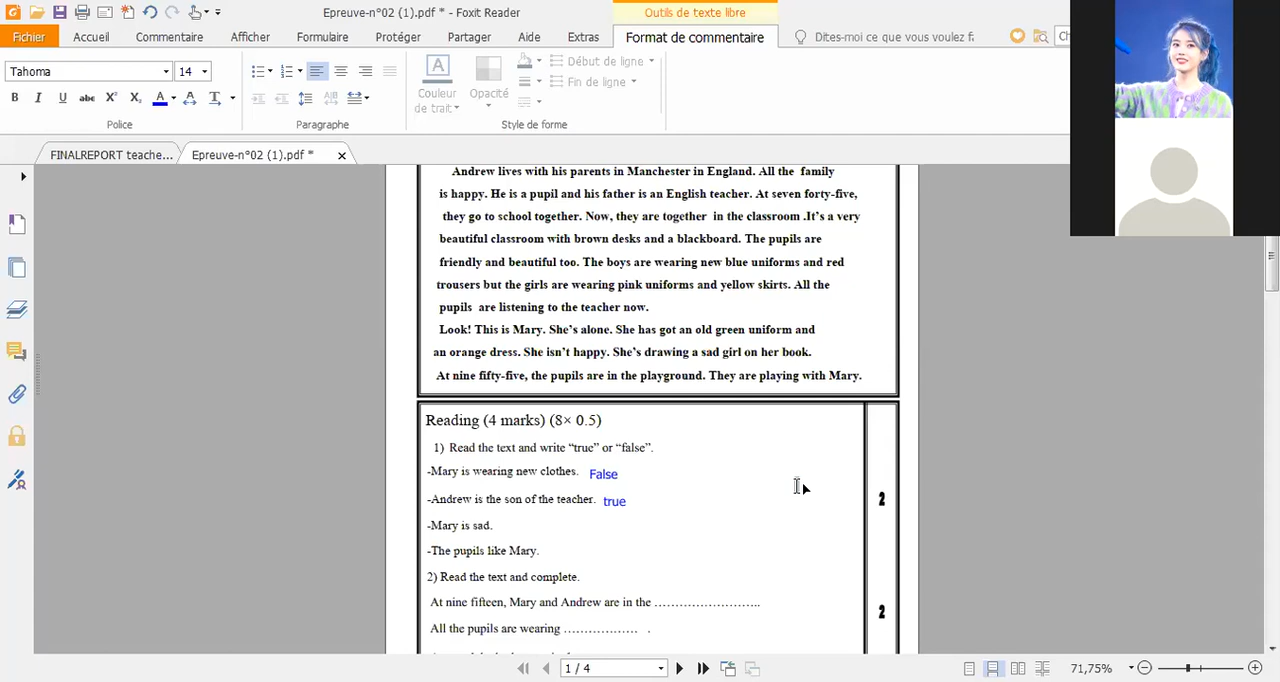 Epreuve-n°02 (1).pdf * - Foxit Reader
Outils de texte libre
Fichier Accueil Commentaire Afficher Formulaire Protéger Partager Aide Extras Format de commentaire Dites-moi ce que vous voulez f
Tahoma 14
Couleur de trait
Opacité
Début de ligne
Fin de ligne
Police Paragraphe Style de forme
FINALREPORT teache... Epreuve-n°02 (1).pdf *
Andrew lives with his parents in Manchester in England. All the family
is happy. He is a pupil and his father is an English teacher. At seven forty-five,
they go to school together. Now, they are together in the classroom .It's a very
beautiful classroom with brown desks and a blackboard. The pupils are
friendly and beautiful too. The boys are wearing new blue uniforms and red
trousers but the girls are wearing pink uniforms and yellow skirts. All the
pupils are listening to the teacher now.
Look! This is Mary. She's alone. She has got an old green uniform and
an orange dress. She isn't happy. She's drawing a sad girl on her book.
At nine fifty-five, the pupils are in the playground. They are playing with Mary.
Reading (4 marks) (8× 0.5)
1) Read the text and write “true” or “false”.
-Mary is wearing new clothes. False
-Andrew is the son of the teacher. true
2
-Mary is sad.
-The pupils like Mary.
2) Read the text and complete.
At nine fifteen, Mary and Andrew are in the ……………………..
2
All the pupils are wearing ……………… .
1 / 4
71,75%